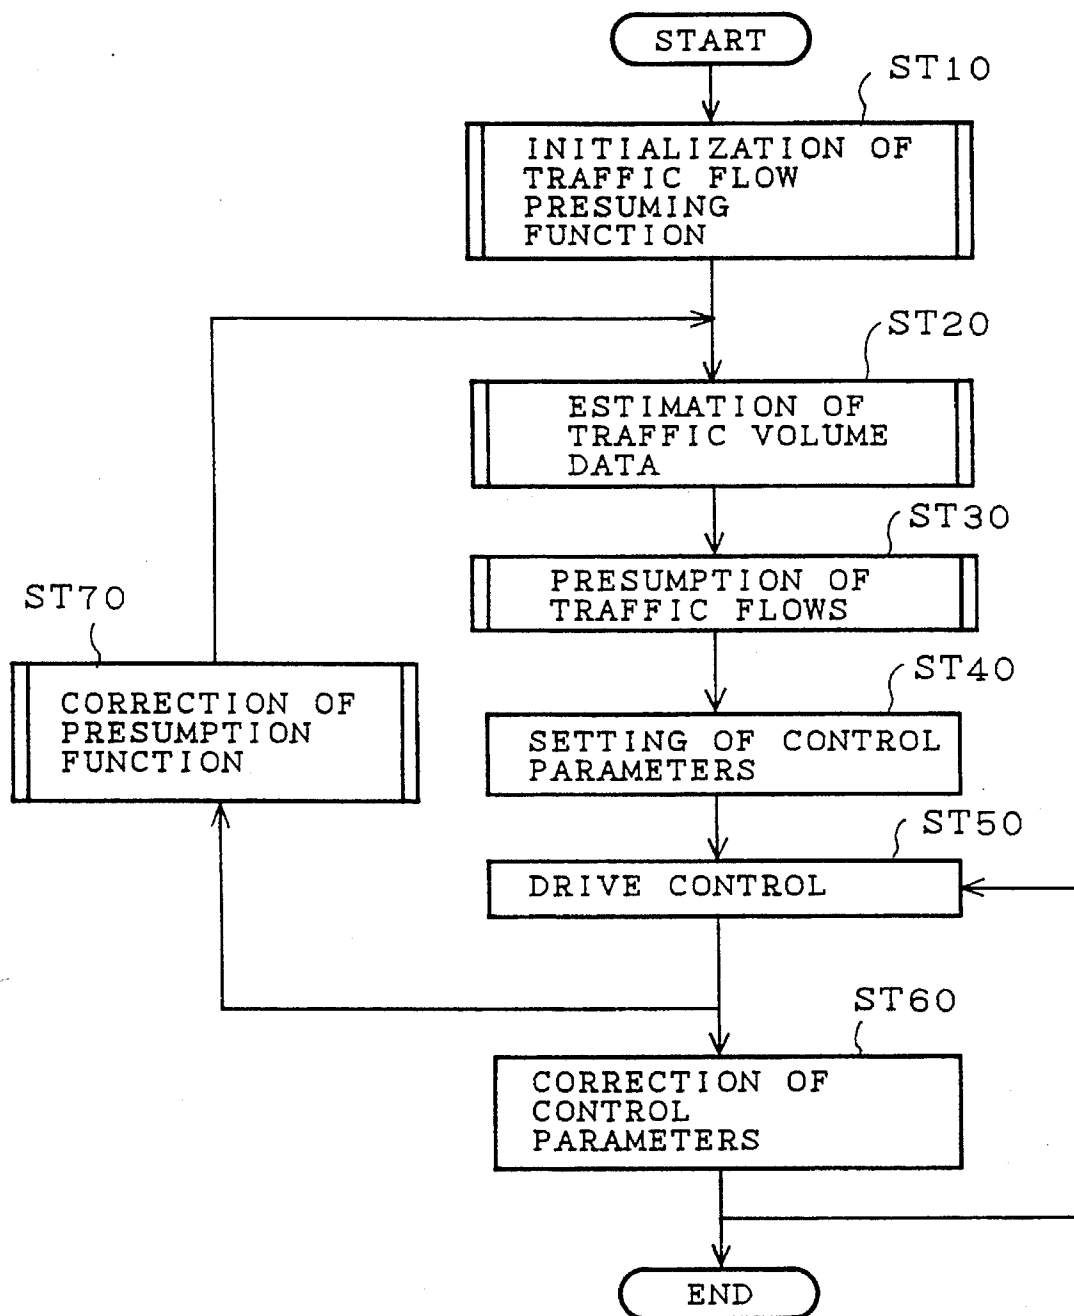 START
ST10
INITIALIZATION OF
TRAFFIC FLOW
PRESUMING
FUNCTION
ST20
ESTIMATION OF
TRAFFIC VOLUME
DATA
ST30
PRESUMPTION OF
TRAFFIC FLOWS
ST70
CORRECTION OF
PRESUMPTION
FUNCTION
ST40
SETTING OF CONTROL
PARAMETERS
ST50
DRIVE CONTROL
ST60
CORRECTION OF
CONTROL
PARAMETERS
END